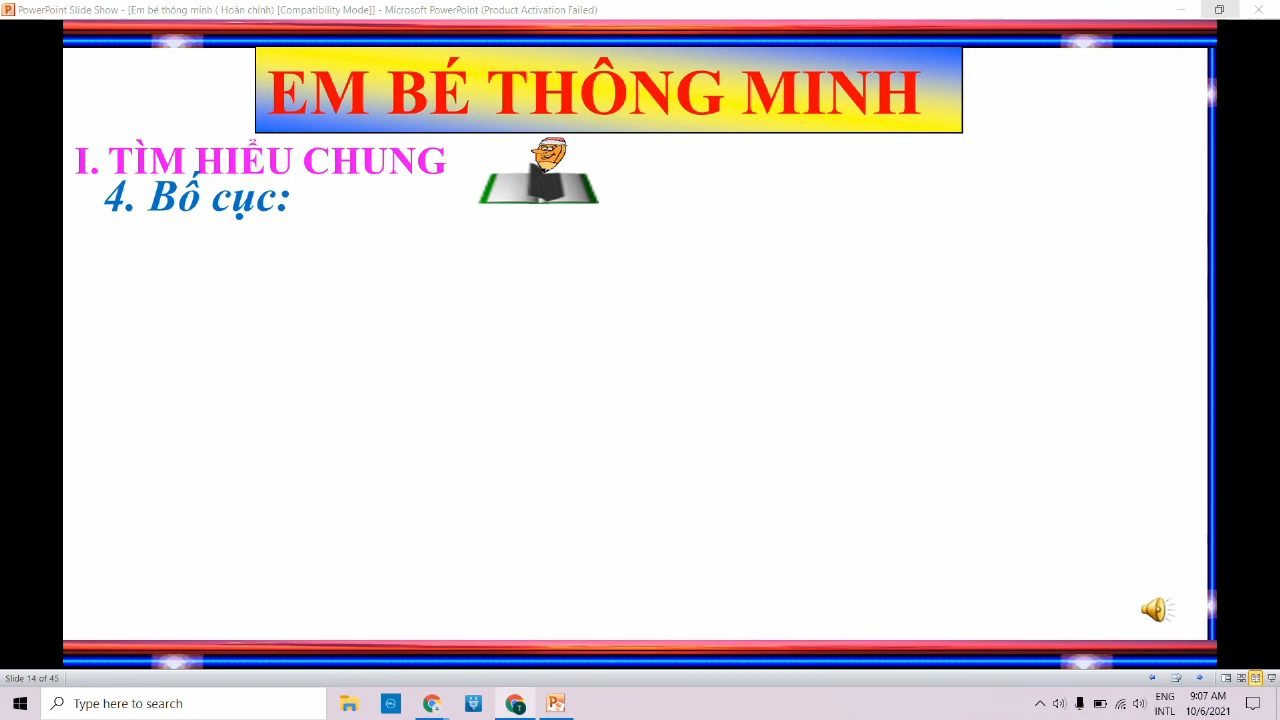 PowerPoint Slide Show - [Em bé thông minh ( Hoàn chỉnh) [Compatibility Mode]] - Microsoft PowerPoint (Product Activation Failed)
EM BÉ THÔNG MINH
I. TÌM HIỂU CHUNG
4. Bố cục:
Slide 14 of 45
Type here to search
ENG
INTL
9:07 AM
10/6/2021